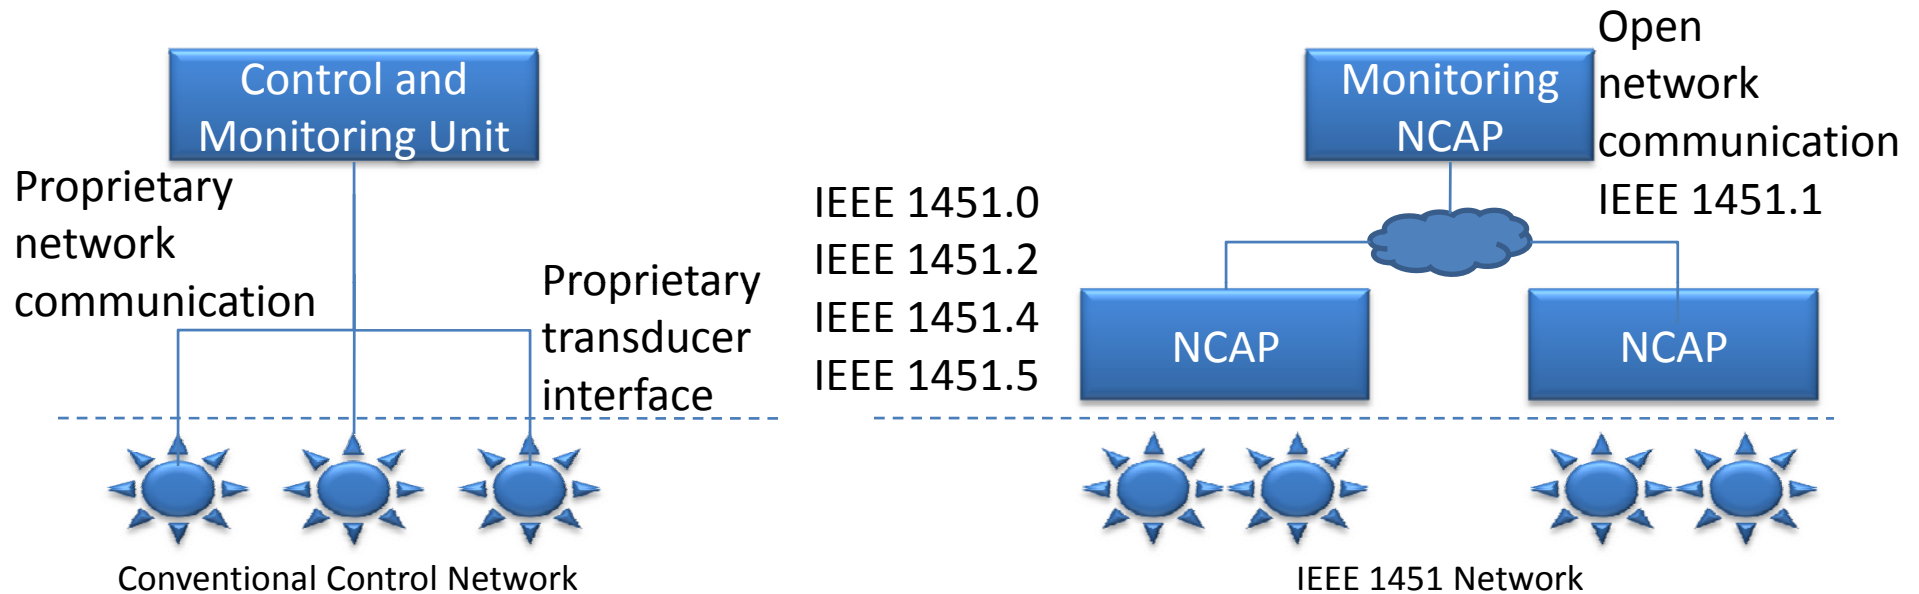 Control and
Monitoring Unit
Proprietary
network
communication
Proprietary
transducer
interface
Conventional Control Network
Monitoring
NCAP
Open
network
communication
IEEE 1451.1
IEEE 1451.0
IEEE 1451.2
IEEE 1451.4
IEEE 1451.5
NCAP
NCAP
IEEE 1451 Network